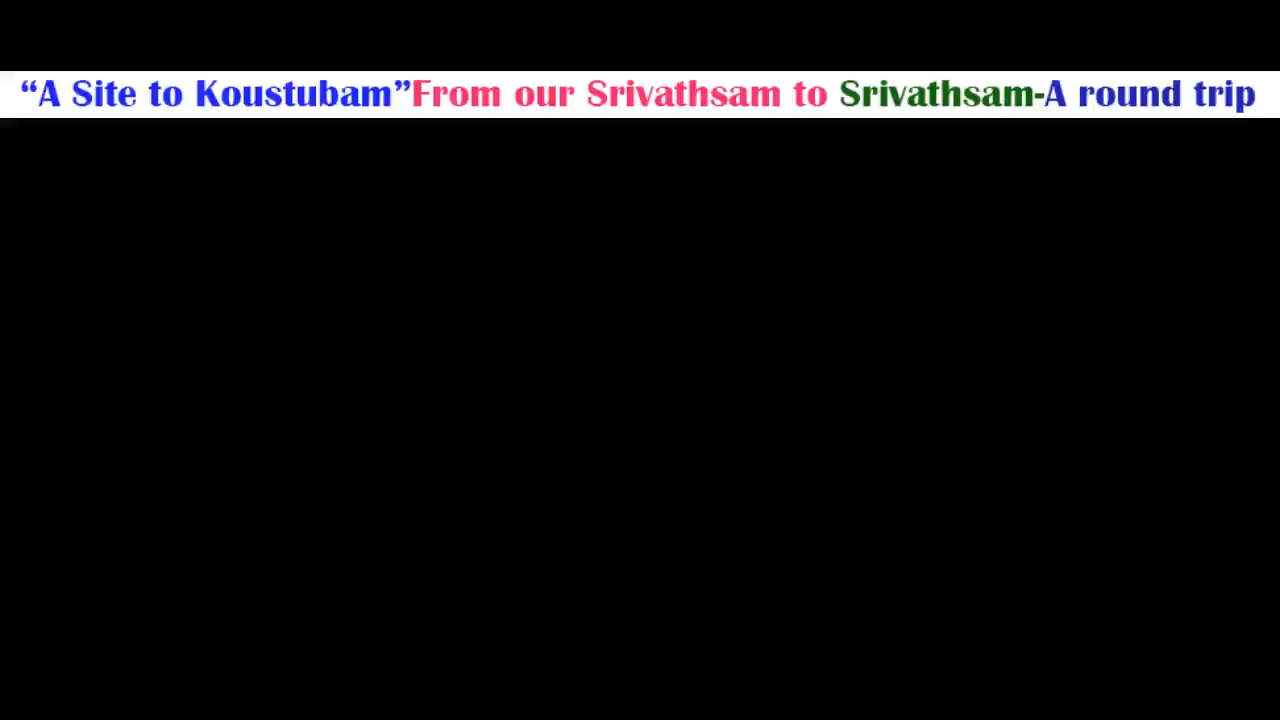 “A Site to Koustubam”From our Srivathsam to Srivathsam-A round trip